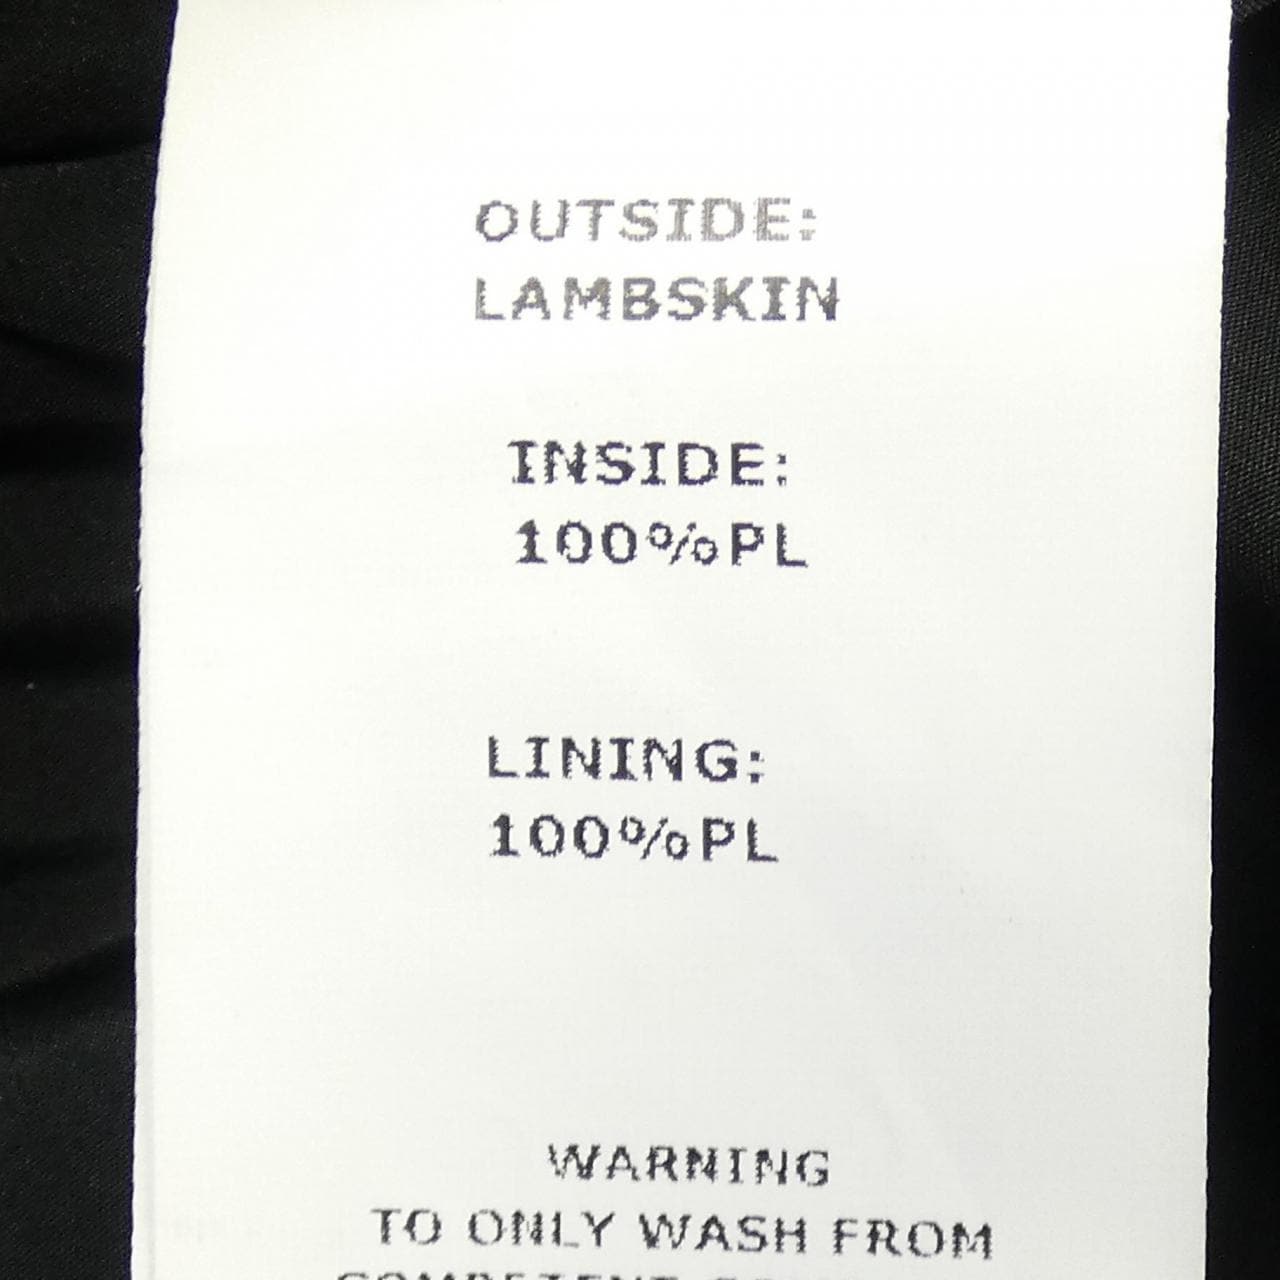 OUTSIDE:
LAMBSKIN
INSIDE:
100%PL
LINING:
100%PL
WARNING
TO ONLY WASH FROM